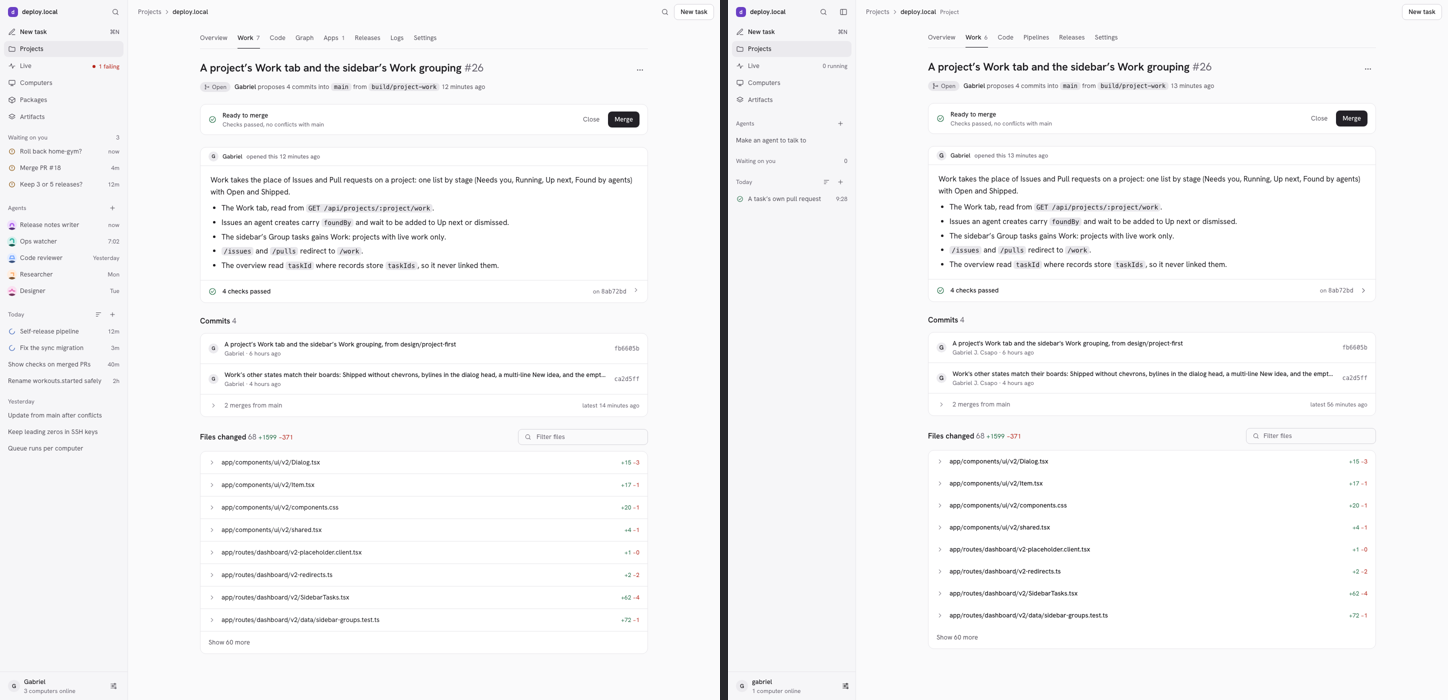 d deploy.local
New task ⌘N
Projects
Live 1 failing
Computers
Packages
Artifacts
Waiting on you 3
Roll back home-gym? now
Merge PR #18 4m
Keep 3 or 5 releases? 12m
Agents
Release notes writer now
Ops watcher 7:02
Code reviewer Yesterday
Researcher Mon
Designer Tue
Today
Self-release pipeline 12m
Fix the sync migration 3m
Show checks on merged PRs 40m
Rename workouts.started safely 2h
Yesterday
Update from main after conflicts
Keep leading zeros in SSH keys
Queue runs per computer
G Gabriel
3 computers online
Projects > deploy.local
New task
Overview Work 7 Code Graph Apps 1 Releases Logs Settings
A project's Work tab and the sidebar's Work grouping #26
Open Gabriel proposes 4 commits into main from build/project-work 12 minutes ago
Ready to merge
Checks passed, no conflicts with main
Close Merge
G Gabriel opened this 12 minutes ago
Work takes the place of Issues and Pull requests on a project: one list by stage (Needs you, Running, Up next, Found by agents)
with Open and Shipped.
• The Work tab, read from GET /api/projects/:project/work.
• Issues an agent creates carry foundBy and wait to be added to Up next or dismissed.
• The sidebar's Group tasks gains Work: projects with live work only.
• /issues and /pulls redirect to /work.
• The overview read taskId where records store taskIds, so it never linked them.
4 checks passed on 8ab72bd
Commits 4
G A project's Work tab and the sidebar's Work grouping, from design/project-first
Gabriel · 6 hours ago fb6605b
G Work's other states match their boards: Shipped without chevrons, bylines in the dialog head, a multi-line New idea, and the empt...
Gabriel · 4 hours ago ca2d5ff
2 merges from main latest 14 minutes ago
Files changed 68 +1599 -371
Filter files
app/components/ui/v2/Dialog.tsx +15 -3
app/components/ui/v2/Item.tsx +17 -1
app/components/ui/v2/components.css +20 -1
app/components/ui/v2/shared.tsx +4 -1
app/routes/dashboard/v2-placeholder.client.tsx +1 -0
app/routes/dashboard/v2-redirects.ts +2 -2
app/routes/dashboard/v2/SidebarTasks.tsx +62 -4
app/routes/dashboard/v2/data/sidebar-groups.test.ts +72 -1
Show 60 more
d deploy.local
New task ⌘N
Projects
Live 0 running
Computers
Artifacts
Agents
Make an agent to talk to
Waiting on you 0
Today
A task's own pull request 9:28
G gabriel
1 computer online
Projects > deploy.local Project
New task
Overview Work 6 Code Pipelines Releases Settings
A project's Work tab and the sidebar's Work grouping #26
Open Gabriel proposes 4 commits into main from build/project-work 13 minutes ago
Ready to merge
Checks passed, no conflicts with main
Close Merge
G Gabriel opened this 13 minutes ago
Work takes the place of Issues and Pull requests on a project: one list by stage (Needs you, Running, Up next, Found by agents)
with Open and Shipped.
• The Work tab, read from GET /api/projects/:project/work.
• Issues an agent creates carry foundBy and wait to be added to Up next or dismissed.
• The sidebar's Group tasks gains Work: projects with live work only.
• /issues and /pulls redirect to /work.
• The overview read taskId where records store taskIds, so it never linked them.
4 checks passed on 8ab72bd
Commits 4
G A project's Work tab and the sidebar's Work grouping, from design/project-first
Gabriel J. Csapo · 6 hours ago fb6605b
G Work's other states match their boards: Shipped without chevrons, bylines in the dialog head, a multi-line New idea, and the empt...
Gabriel J. Csapo · 4 hours ago ca2d5ff
2 merges from main latest 56 minutes ago
Files changed 68 +1599 -371
Filter files
app/components/ui/v2/Dialog.tsx +15 -3
app/components/ui/v2/Item.tsx +17 -1
app/components/ui/v2/components.css +20 -1
app/components/ui/v2/shared.tsx +4 -1
app/routes/dashboard/v2-placeholder.client.tsx +1 -0
app/routes/dashboard/v2-redirects.ts +2 -2
app/routes/dashboard/v2/SidebarTasks.tsx +62 -4
app/routes/dashboard/v2/data/sidebar-groups.test.ts +72 -1
Show 60 more